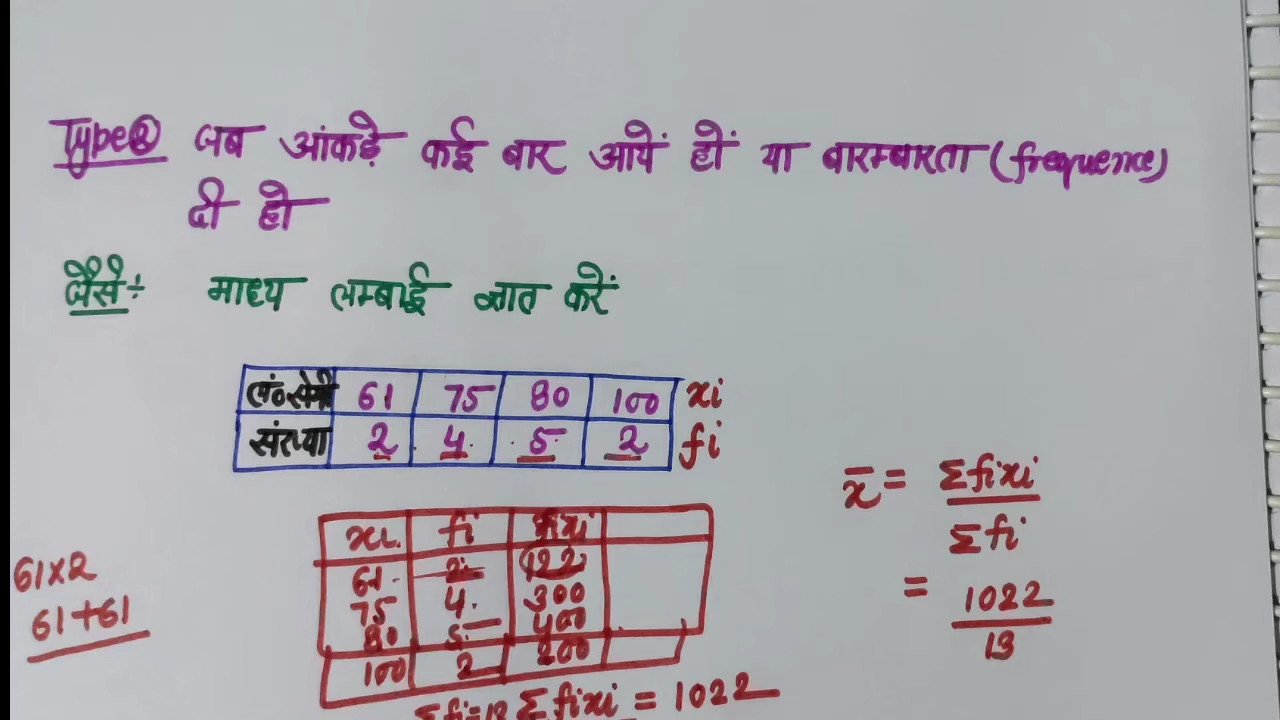 Type② जब आंकड़े कई बार आयें हों या बारम्बारता (frequence)
दी हो
जैसे÷ माध्य लम्बाई ज्ञात करें
लं० सेमी 61 75 80 100 xi
संख्या 2 4 5 2 fi
xi fi fixi
61 2 122
75 4 300
80 5 400
100 2 200
Σfi=13 Σfixi = 1022
61×2
61+61
x̄ = Σfixi
Σfi
= 1022
13